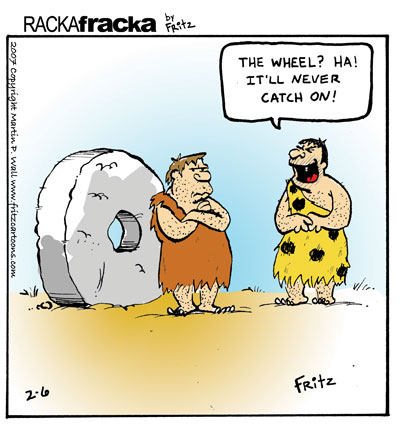 RACKAfracka by Fritz
THE WHEEL? HA!
IT'LL NEVER
CATCH ON!
2007 Copyright Martin P. Wall www.fritzcartoons.com
2-6
FRitz